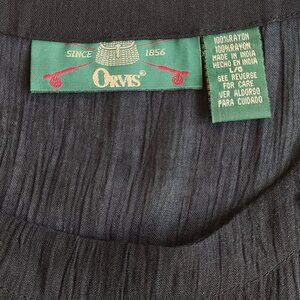 SINCE 1856
ORVIS®
100%RAYON
100%RAYON
MADE IN INDIA
HECHO EN INDIA
L/G
SEE REVERSE
FOR CARE
VER ALDORSO
PARA CUIDADO